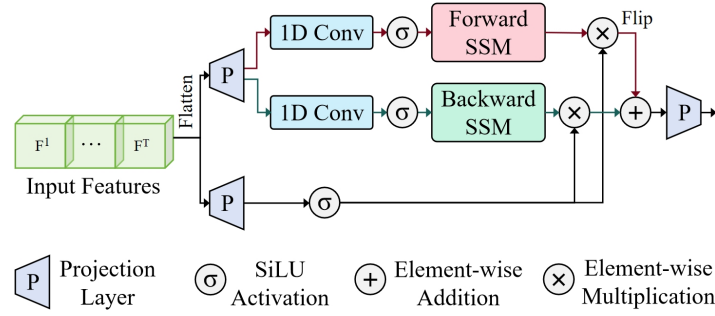 Forward
SSM
Flip
1D Conv
σ
×
P
Flatten
1D Conv
σ
Backward
SSM
×
+
P
F¹ ... Fᵀ
Input Features
P
σ
P
Projection
Layer
σ
SiLU
Activation
+
Element-wise
Addition
×
Element-wise
Multiplication